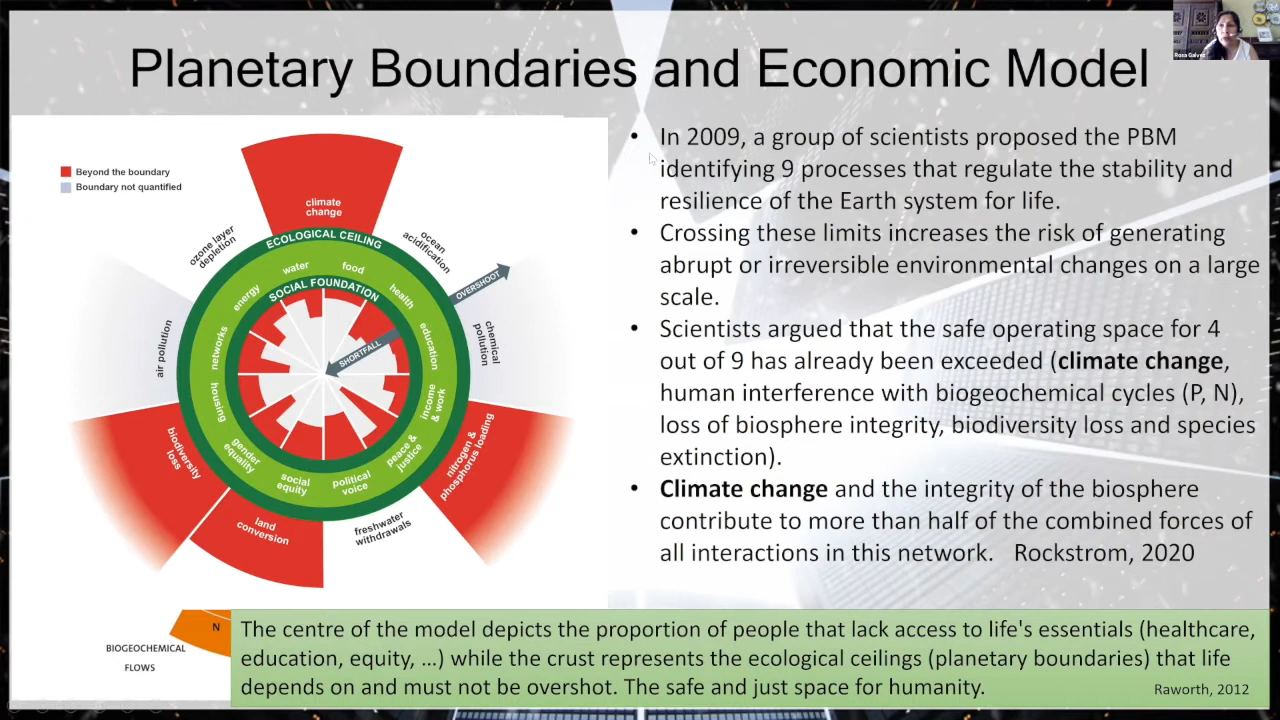 Planetary Boundaries and Economic Model
Rosa Galvez
Beyond the boundary
Boundary not quantified
climate
change
ozone layer
depletion
ocean
acidification
ECOLOGICAL CEILING
water
food
SOCIAL FOUNDATION
energy
health
OVERSHOOT
networks
education
SHORTFALL
air pollution
chemical
pollution
housing
income
& work
gender
equality
peace &
justice
social
equity
political
voice
biodiversity
loss
nitrogen &
phosphorus loading
land
conversion
freshwater
withdrawals
N
BIOGEOCHEMICAL
FLOWS
• In 2009, a group of scientists proposed the PBM
identifying 9 processes that regulate the stability and
resilience of the Earth system for life.
• Crossing these limits increases the risk of generating
abrupt or irreversible environmental changes on a large
scale.
• Scientists argued that the safe operating space for 4
out of 9 has already been exceeded (climate change,
human interference with biogeochemical cycles (P, N),
loss of biosphere integrity, biodiversity loss and species
extinction).
• Climate change and the integrity of the biosphere
contribute to more than half of the combined forces of
all interactions in this network. Rockstrom, 2020
The centre of the model depicts the proportion of people that lack access to life's essentials (healthcare,
education, equity, ...) while the crust represents the ecological ceilings (planetary boundaries) that life
depends on and must not be overshot. The safe and just space for humanity.
Raworth, 2012